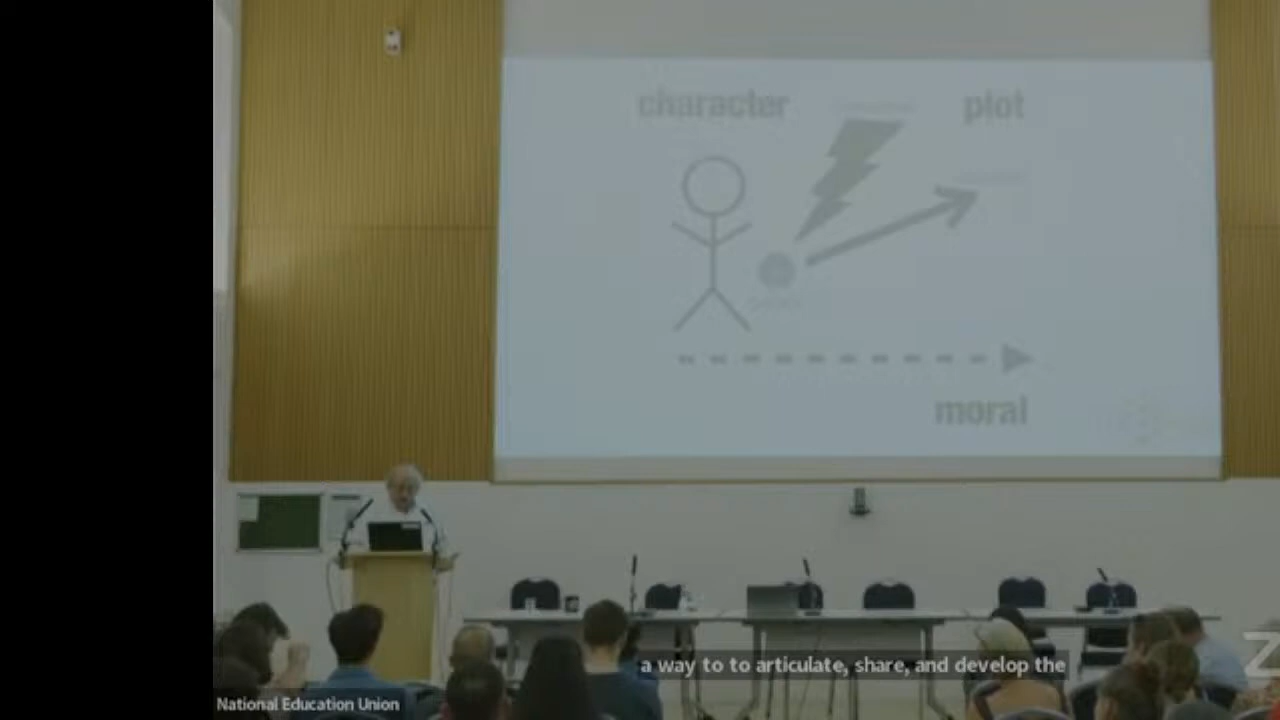 character
plot
moral
a way to to articulate, share, and develop the
National Education Union
Z